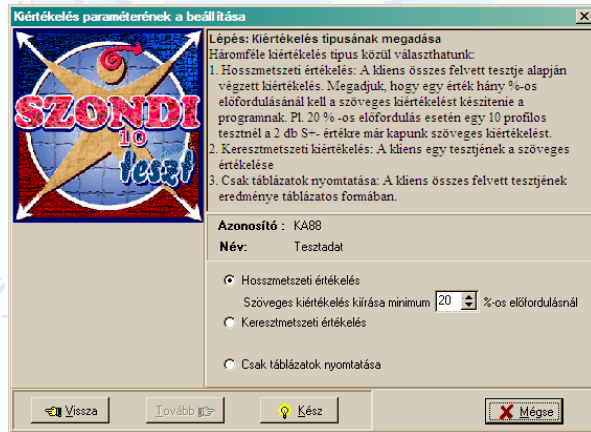 Kiértékelés paraméterének a beállítása
SZONDI
10
teszt
Lépés: Kiértékelés tipusának megadása
Háromféle kiértékelés tipus közül választhatunk:
1. Hosszmetszeti értékelés: A kliens összes felvett tesztje alapján
végzett kiértékelés. Megadjuk, hogy egy érték hány %-os
előfordulásánál kell a szöveges kiértékelést készitenie a
programnak. Pl. 20 % -os előfordulás esetén egy 10 profilos
tesztnél a 2 db S+- értékre már kapunk szöveges kiértékelést.
2. Keresztmetszeti értékelés: A kliens egy tesztjének a szöveges
értékelése
3. Csak táblázatok nyomtatása: A kliens összes felvett tesztjének
eredménye táblázatos formában.
Azonosító : KA88
Név: Tesztadat
Hosszmetszeti értékelés
Szöveges kiértékelés kiírása minimum 20 %-os előfordulásnál
Keresztmetszeti értékelés
Csak táblázatok nyomtatása
Vissza Tovább Kész Mégse